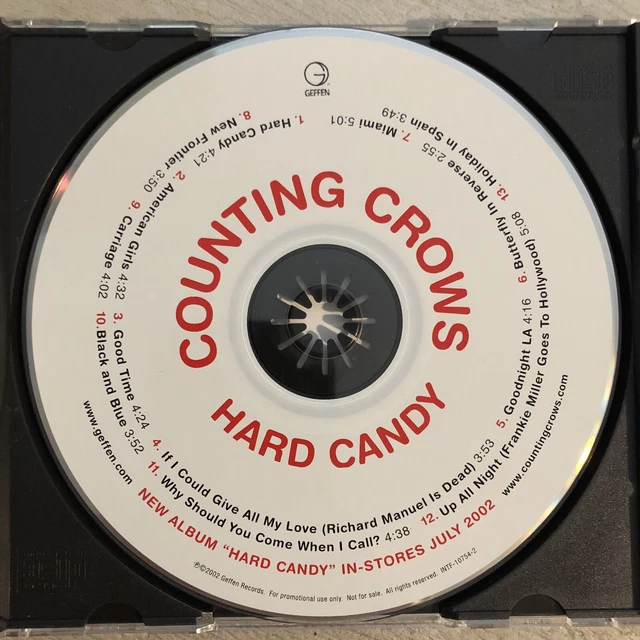 GEFFEN
COUNTING CROWS
HARD CANDY
1. Hard Candy 4:21
2. American Girls 4:32
3. Good Time 4:24
4. If I Could Give All My Love (Richard Manuel Is Dead) 3:53
5. Goodnight LA 4:16
6. Butterfly In Reverse 2:55
7. Miami 5:01
8. New Frontier 3:50
9. Carriage 4:02
10. Black and Blue 3:52
11. Why Should You Come When I Call? 4:38
12. Up All Night (Frankie Miller Goes To Hollywood) 5:08
13. Holiday In Spain 3:49
www.geffen.com
www.countingcrows.com
NEW ALBUM "HARD CANDY" IN-STORES JULY 2002
℗©2002 Geffen Records. For promotional use only. Not for sale. All rights reserved. INTF-10754-2